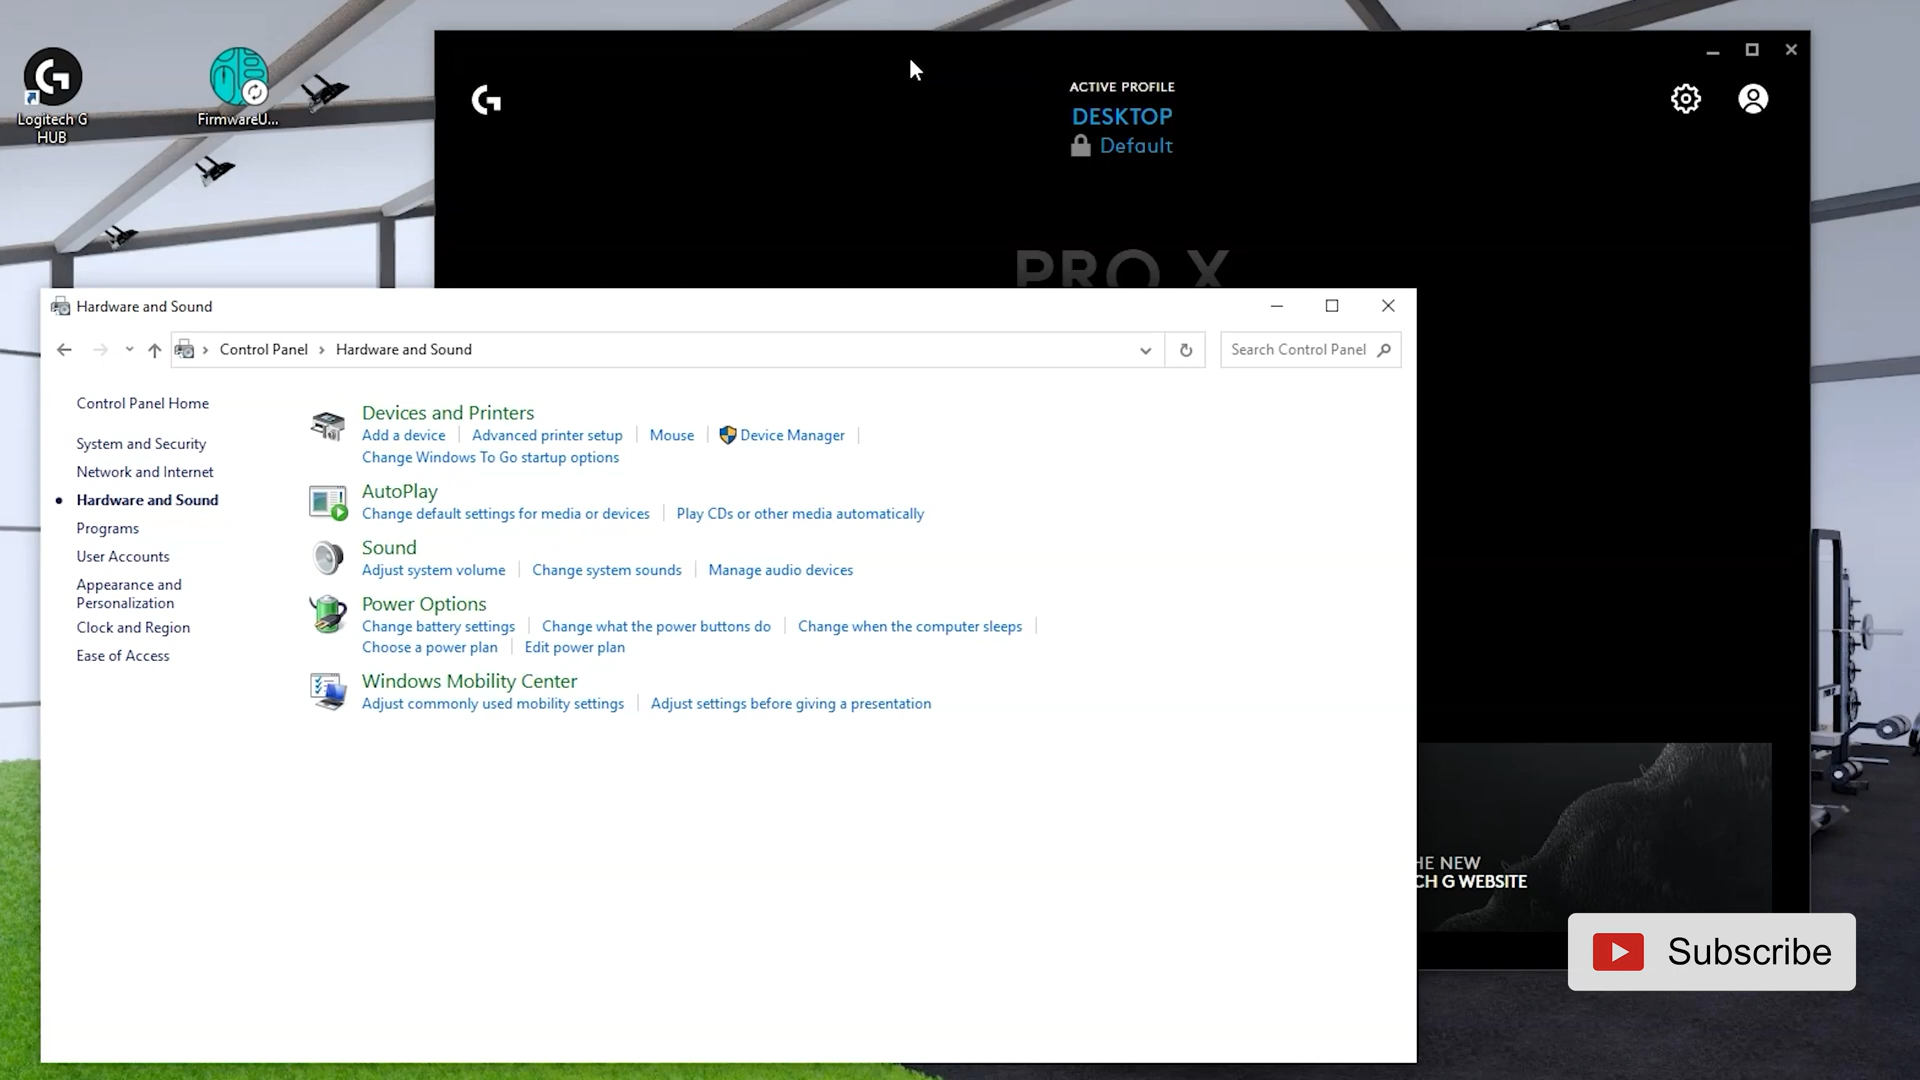 Logitech G
HUB
FirmwareU...
ACTIVE PROFILE
DESKTOP
Default
PRO X
Hardware and Sound
Control Panel > Hardware and Sound
Search Control Panel
Control Panel Home
System and Security
Network and Internet
Hardware and Sound
Programs
User Accounts
Appearance and
Personalization
Clock and Region
Ease of Access
Devices and Printers
Add a device | Advanced printer setup | Mouse | Device Manager |
Change Windows To Go startup options
AutoPlay
Change default settings for media or devices | Play CDs or other media automatically
Sound
Adjust system volume | Change system sounds | Manage audio devices
Power Options
Change battery settings | Change what the power buttons do | Change when the computer sleeps |
Choose a power plan | Edit power plan
Windows Mobility Center
Adjust commonly used mobility settings | Adjust settings before giving a presentation
HE NEW
CH G WEBSITE
Subscribe